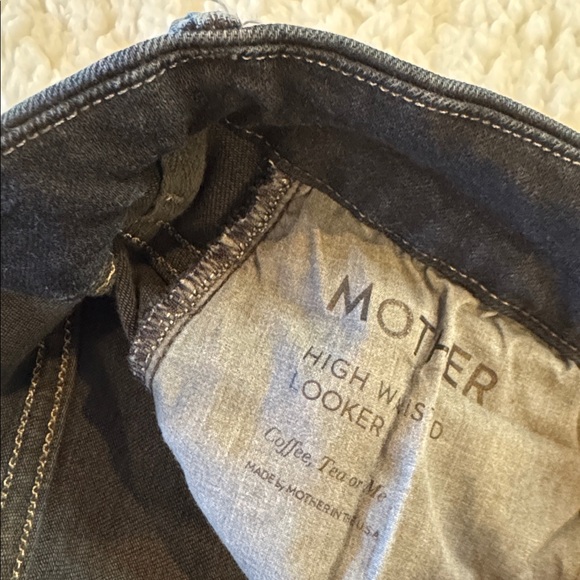 MOTHER
HIGH WAISTED
LOOKER
Coffee, Tea or Me
MADE by MOTHER IN THE USA